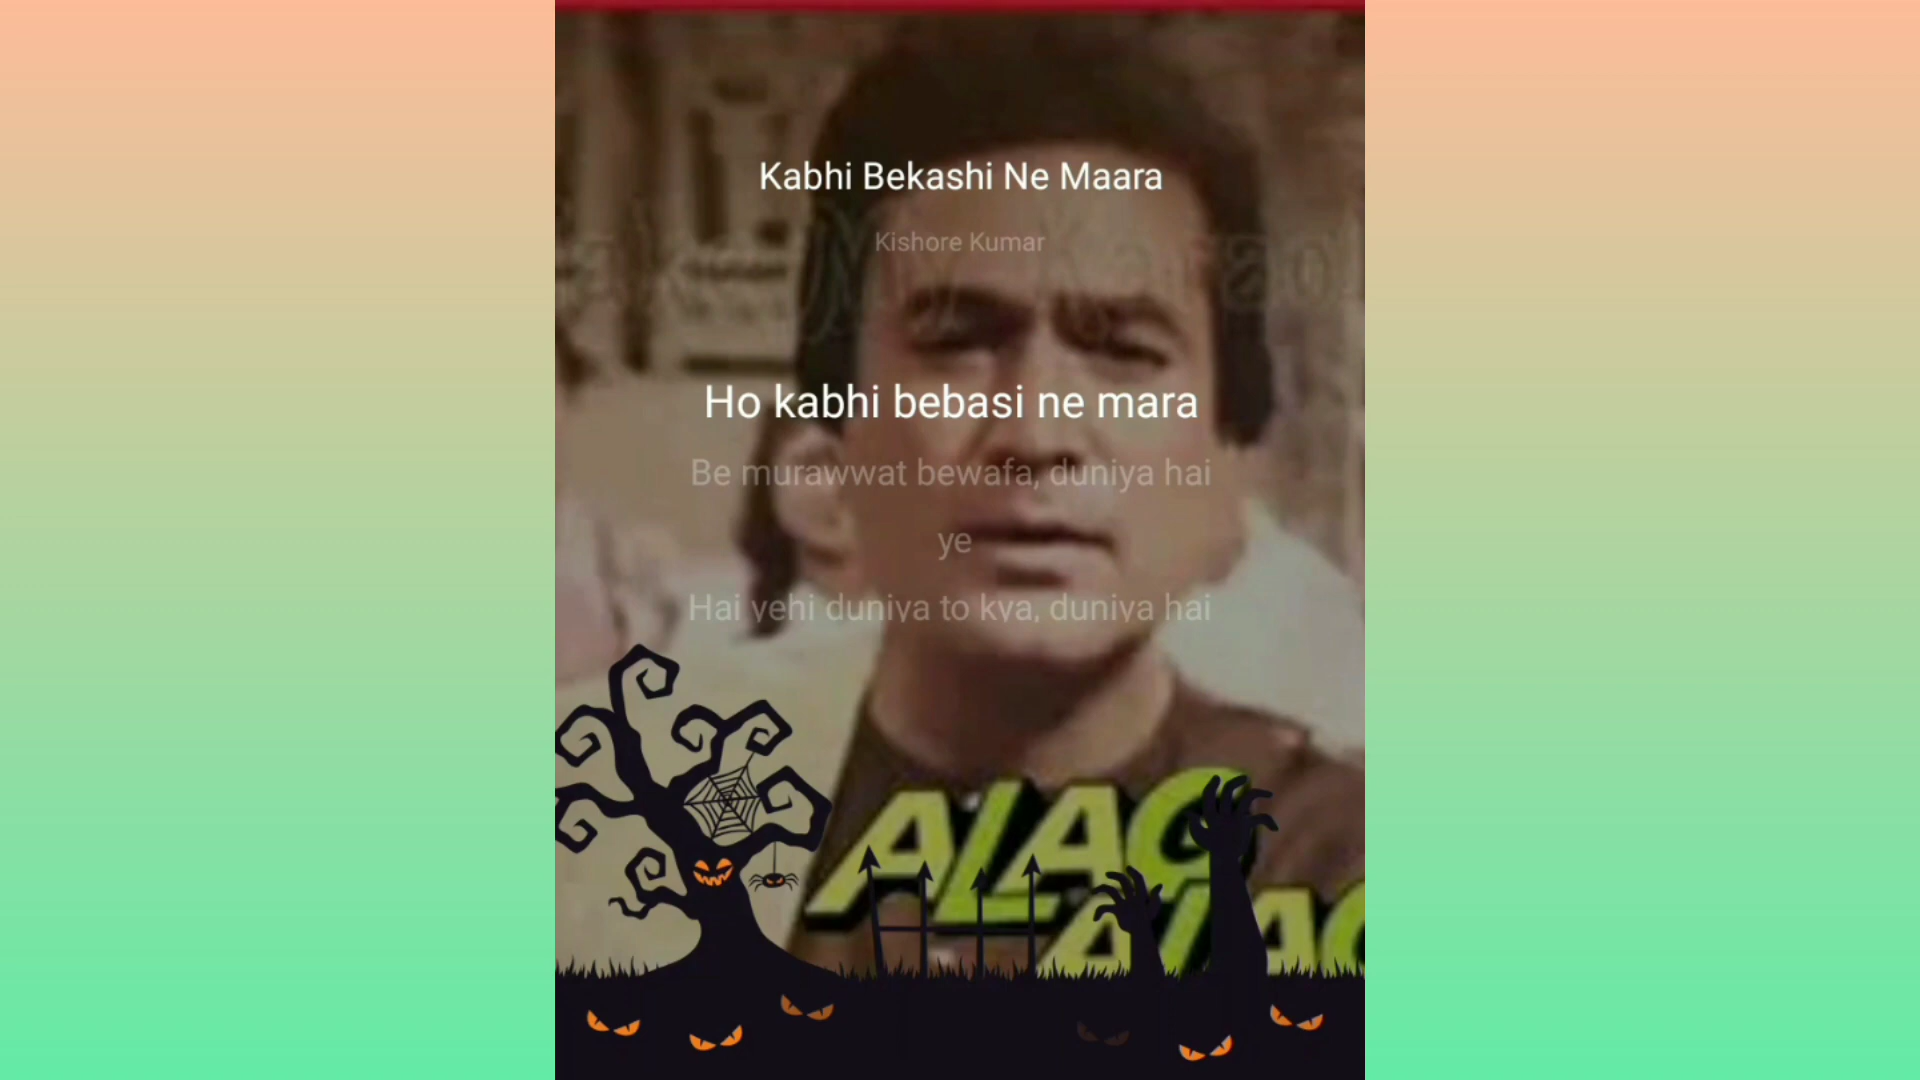 Kabhi Bekashi Ne Maara
Kishore Kumar
Ho kabhi bebasi ne mara
Be murawwat bewafa, duniya hai
ye
Hai yehi duniya to kya, duniya hai
ALAG
ALAG